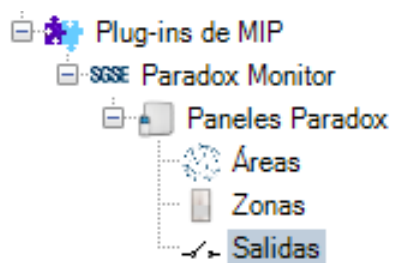 Plug-ins de MIP
SGSE Paradox Monitor
Paneles Paradox
Áreas
Zonas
Salidas